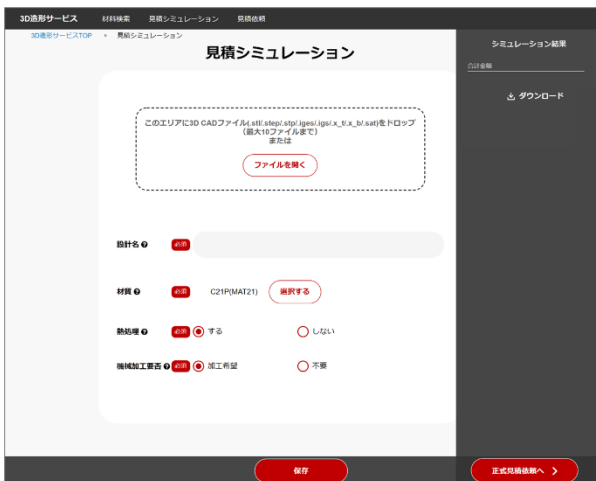 3D造形サービス 材料検索 見積シミュレーション 見積依頼
3D造形サービスTOP 見積シミュレーション
見積シミュレーション
このエリアに3D CADファイル(.stl/.step/.stp/.iges/.igs/.x_t/.x_b/.sat)をドロップ
(最大10ファイルまで)
または
ファイルを開く
設計名 必須
材質 必須 C21P(MAT21) 選択する
熱処理 必須 する しない
機械加工要否 必須 加工希望 不要
保存
シミュレーション結果
合計金額
ダウンロード
正式見積依頼へ